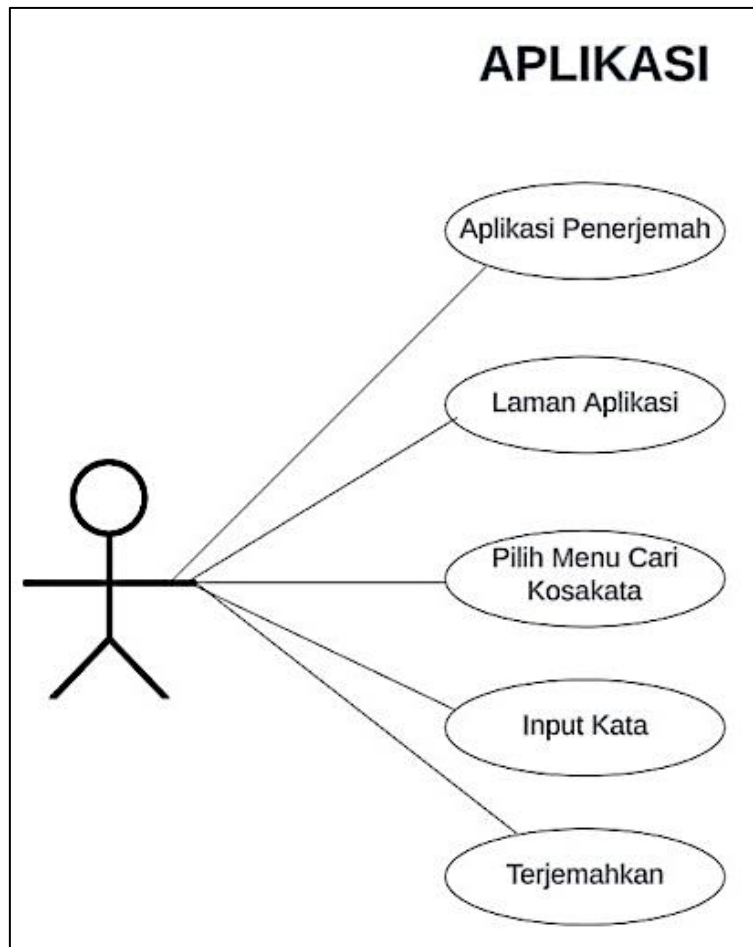 APLIKASI
Aplikasi Penerjemah
Laman Aplikasi
Pilih Menu Cari
Kosakata
Input Kata
Terjemahkan